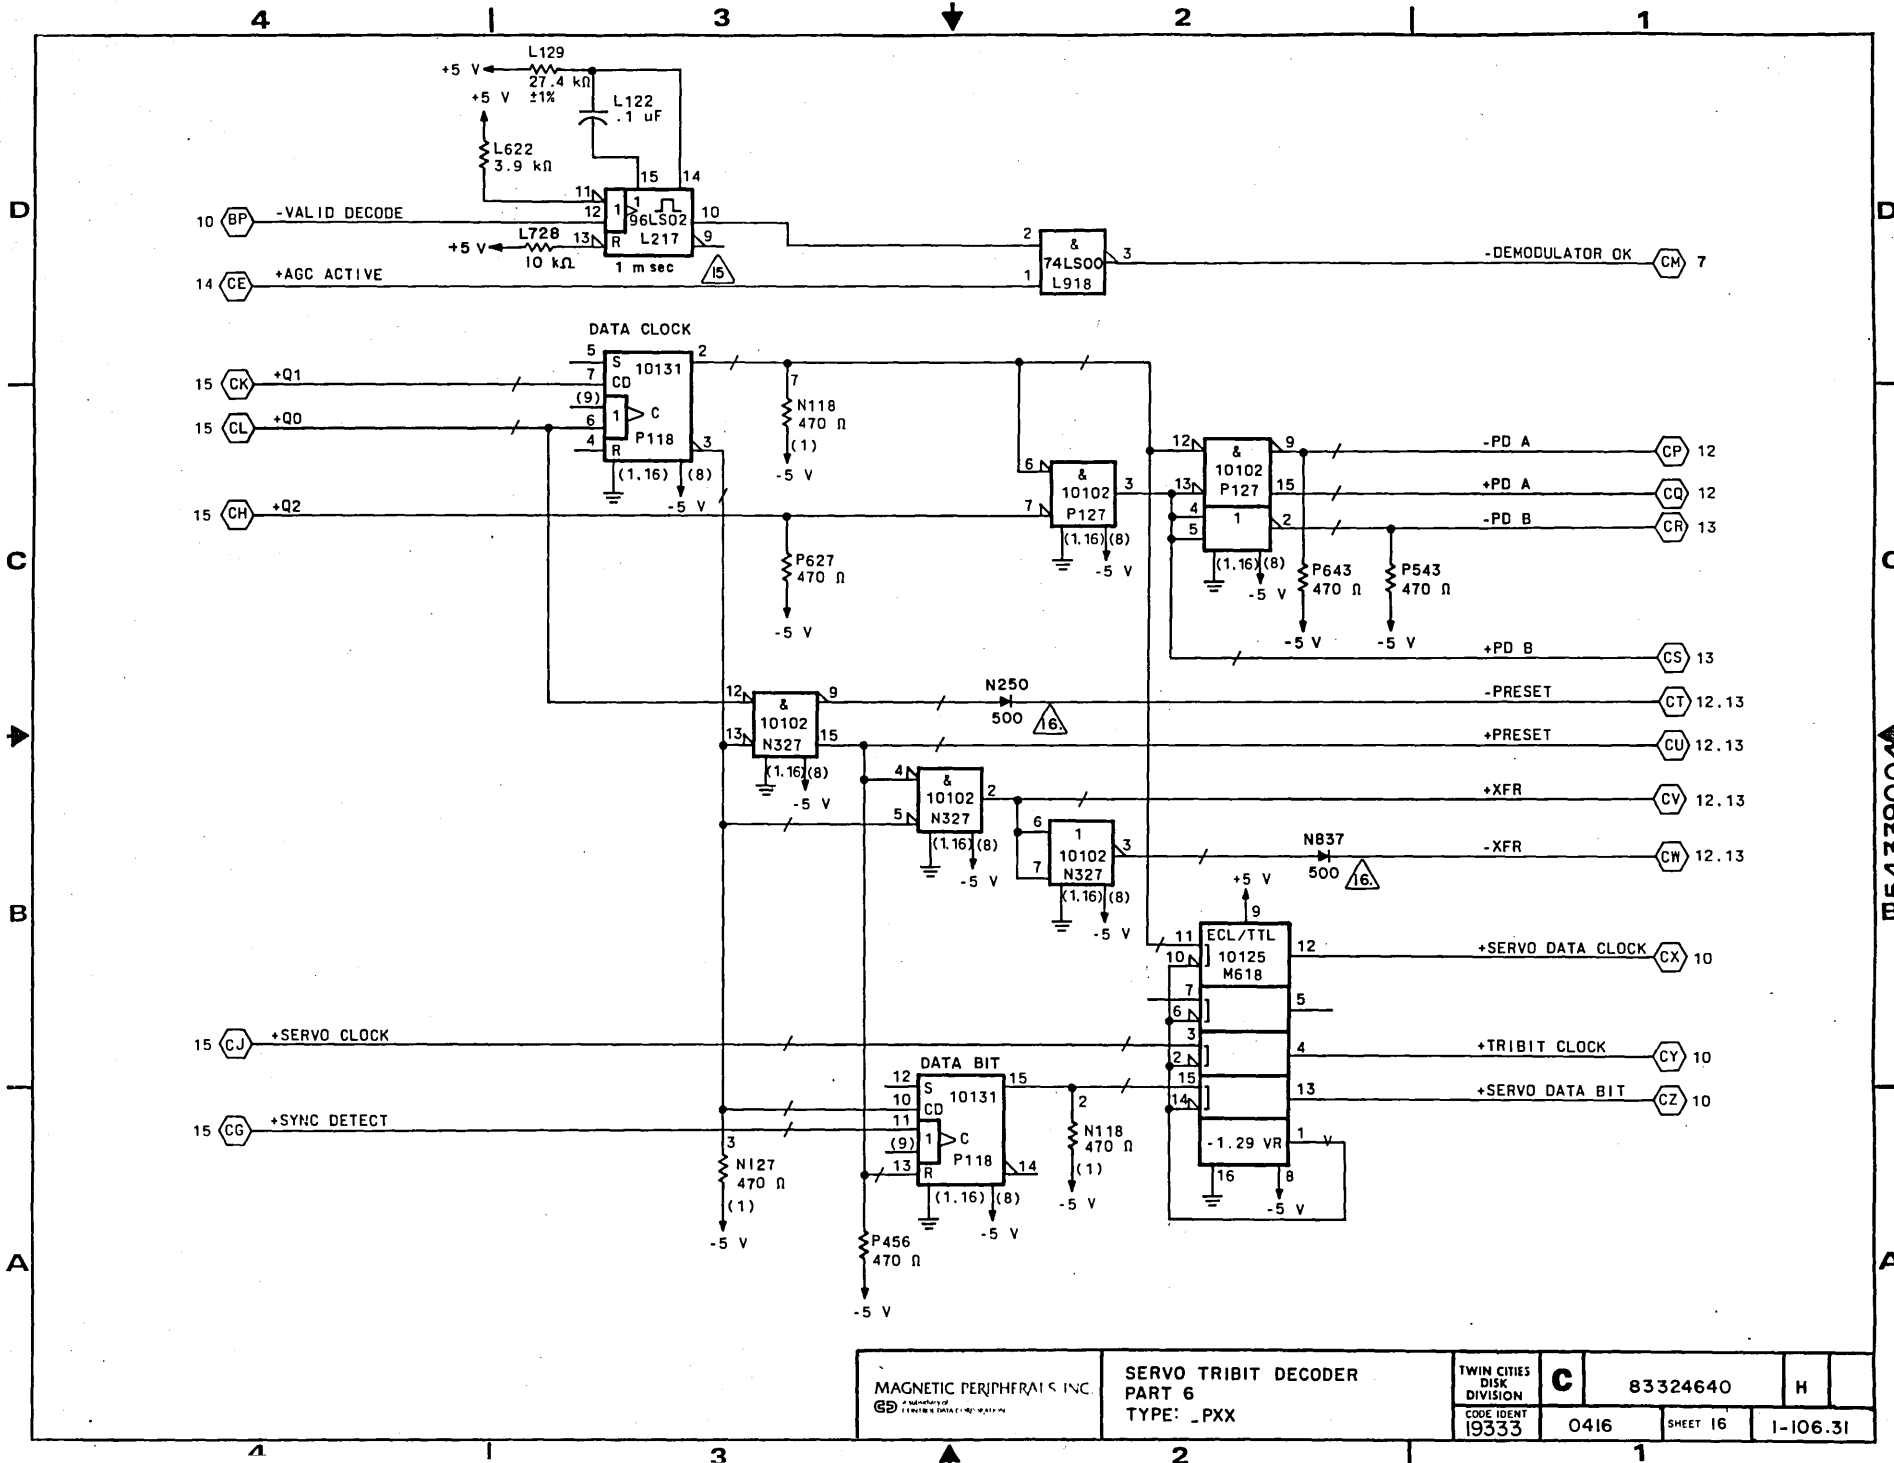 4 3 2 1
L129
+5 V 27.4 kΩ
±1%
+5 V
L122
.1 uF
L622
3.9 kΩ
15 14
D D
11
10 BP -VALID DECODE 12 1 1 10
96LS02
L728
+5 V 13 R L217 9
10 kΩ 1 m sec 15
2 &
3 -DEMODULATOR OK CM 7
74LS00
14 CE +AGC ACTIVE 1 L918
DATA CLOCK
5 S 10131 2
15 CK +Q1 7 CD
(9) 1 C
15 CL +Q0 6
4 R P118 3
(1.16) (8)
-5 V
7
N118
470 Ω
(1)
-5 V
15 CH +Q2
6 &
10102 3
7 P127
(1.16) (8)
-5 V
12 & 9 -PD A CP 12
10102
13 P127 15 +PD A CQ 12
4 1 2 -PD B CR 13
5
(1.16) (8)
-5 V
C C
P627
470 Ω
-5 V
P643
470 Ω
-5 V
P543
470 Ω
-5 V
+PD B CS 13
12 & 9 N250 -PRESET CT 12.13
10102 500 16.
13 N327 15 +PRESET CU 12.13
(1.16) (8)
-5 V
4 &
10102 2 +XFR CV 12.13
5 N327
(1.16) (8)
-5 V
6 1
10102 3 N837 -XFR CW 12.13
7 N327 500 16.
(1.16) (8)
-5 V
B B
+5 V
9
11 ECL/TTL 12 +SERVO DATA CLOCK CX 10
10 10125
M618
7 5
6
15 CJ +SERVO CLOCK 3 4 +TRIBIT CLOCK CY 10
2
DATA BIT
12 S 10131 15 15 13 +SERVO DATA BIT CZ 10
10 CD 14
15 CG +SYNC DETECT 11
(9) 1 C
13 R P118 14
(1.16) (8)
-5 V
2
N118
470 Ω
(1)
-5 V
-1.29 VR 1 V
16 8
-5 V
3
N127
470 Ω
(1)
-5 V
P456
470 Ω
-5 V
A A
MAGNETIC PERIPHERALS INC.
a subsidiary of
CONTROL DATA CORPORATION
SERVO TRIBIT DECODER
PART 6
TYPE: _PXX
TWIN CITIES
DISK
DIVISION
C 83324640 H
CODE IDENT
19333 0416 SHEET 16 1-106.31
4 3 2 1